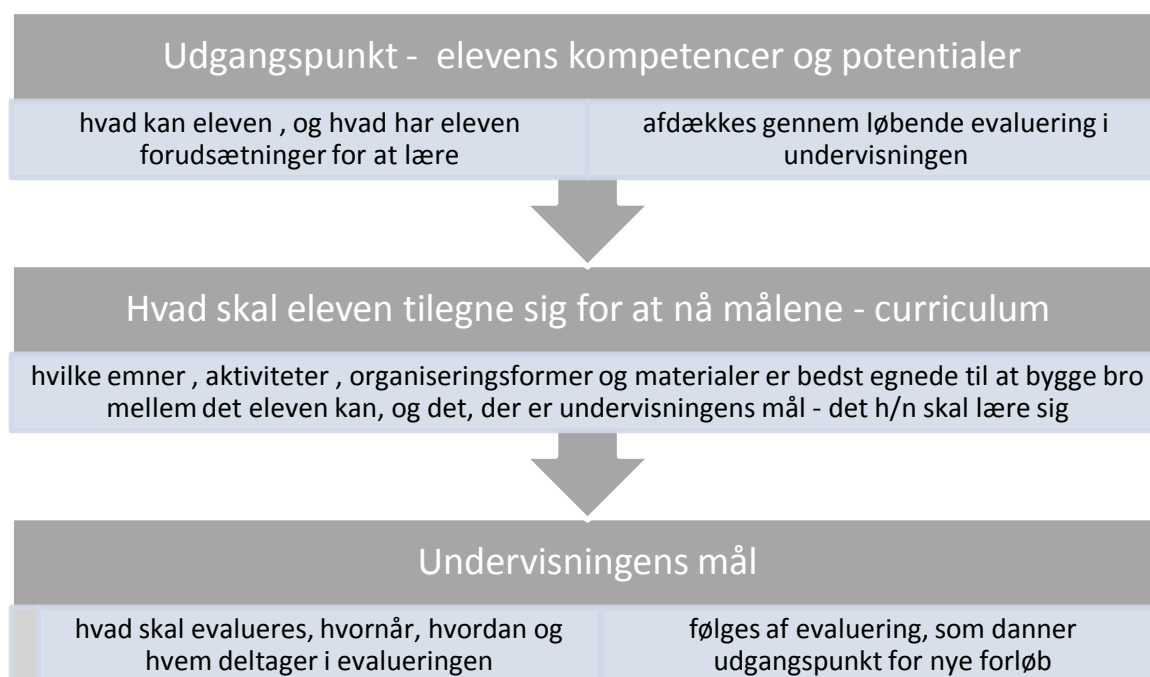 Udgangspunkt - elevens kompetencer og potentialer
hvad kan eleven , og hvad har eleven
forudsætninger for at lære
afdækkes gennem løbende evaluering i
undervisningen
Hvad skal eleven tilegne sig for at nå målene - curriculum
hvilke emner , aktiviteter , organiseringsformer og materialer er bedst egnede til at bygge bro
mellem det eleven kan, og det, der er undervisningens mål - det h/n skal lære sig
Undervisningens mål
hvad skal evalueres, hvornår, hvordan og
hvem deltager i evalueringen
følges af evaluering, som danner
udgangspunkt for nye forløb